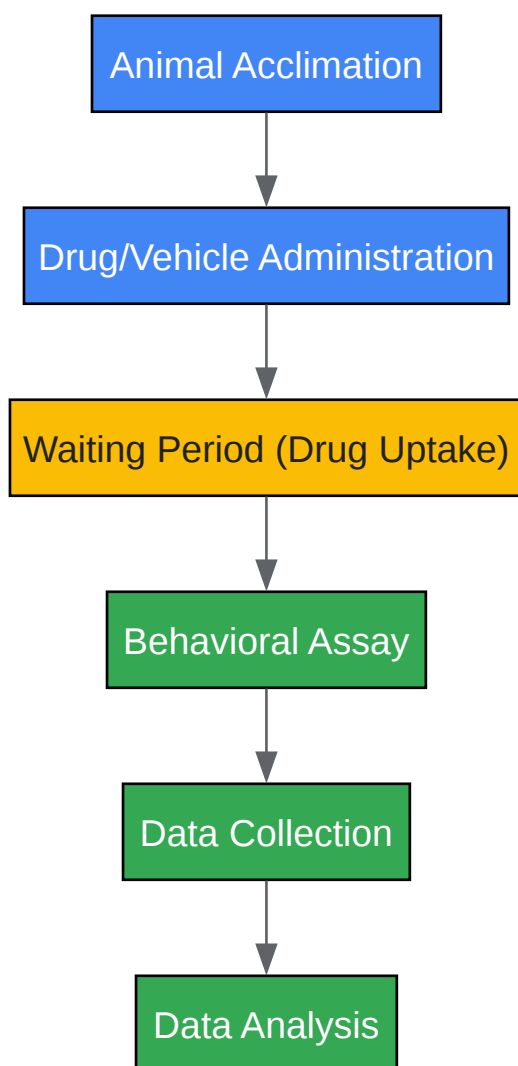 Animal Acclimation
Drug/Vehicle Administration
Waiting Period (Drug Uptake)
Behavioral Assay
Data Collection
Data Analysis